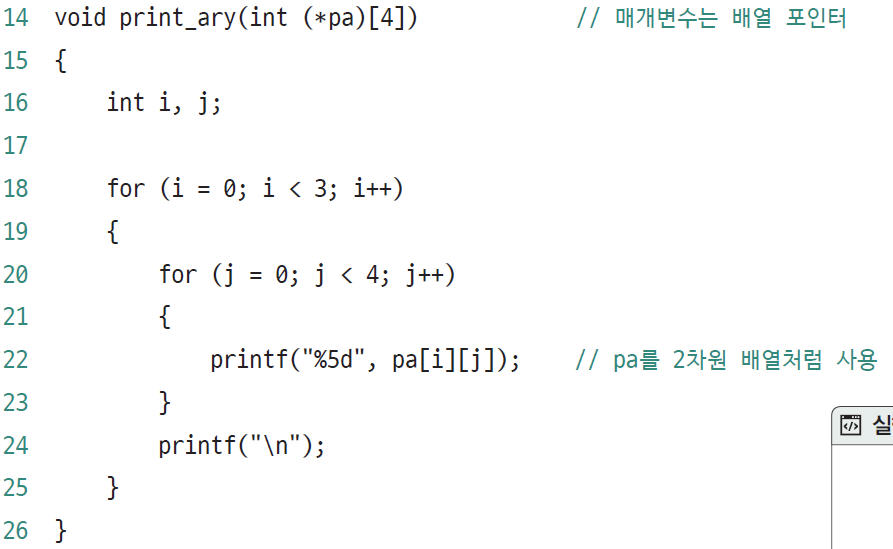 14 void print_ary(int (*pa)[4]) // 매개변수는 배열 포인터
15 {
16 int i, j;
17
18 for (i = 0; i < 3; i++)
19 {
20 for (j = 0; j < 4; j++)
21 {
22 printf("%5d", pa[i][j]); // pa를 2차원 배열처럼 사용
23 }
24 printf("\n");
25 }
26 }